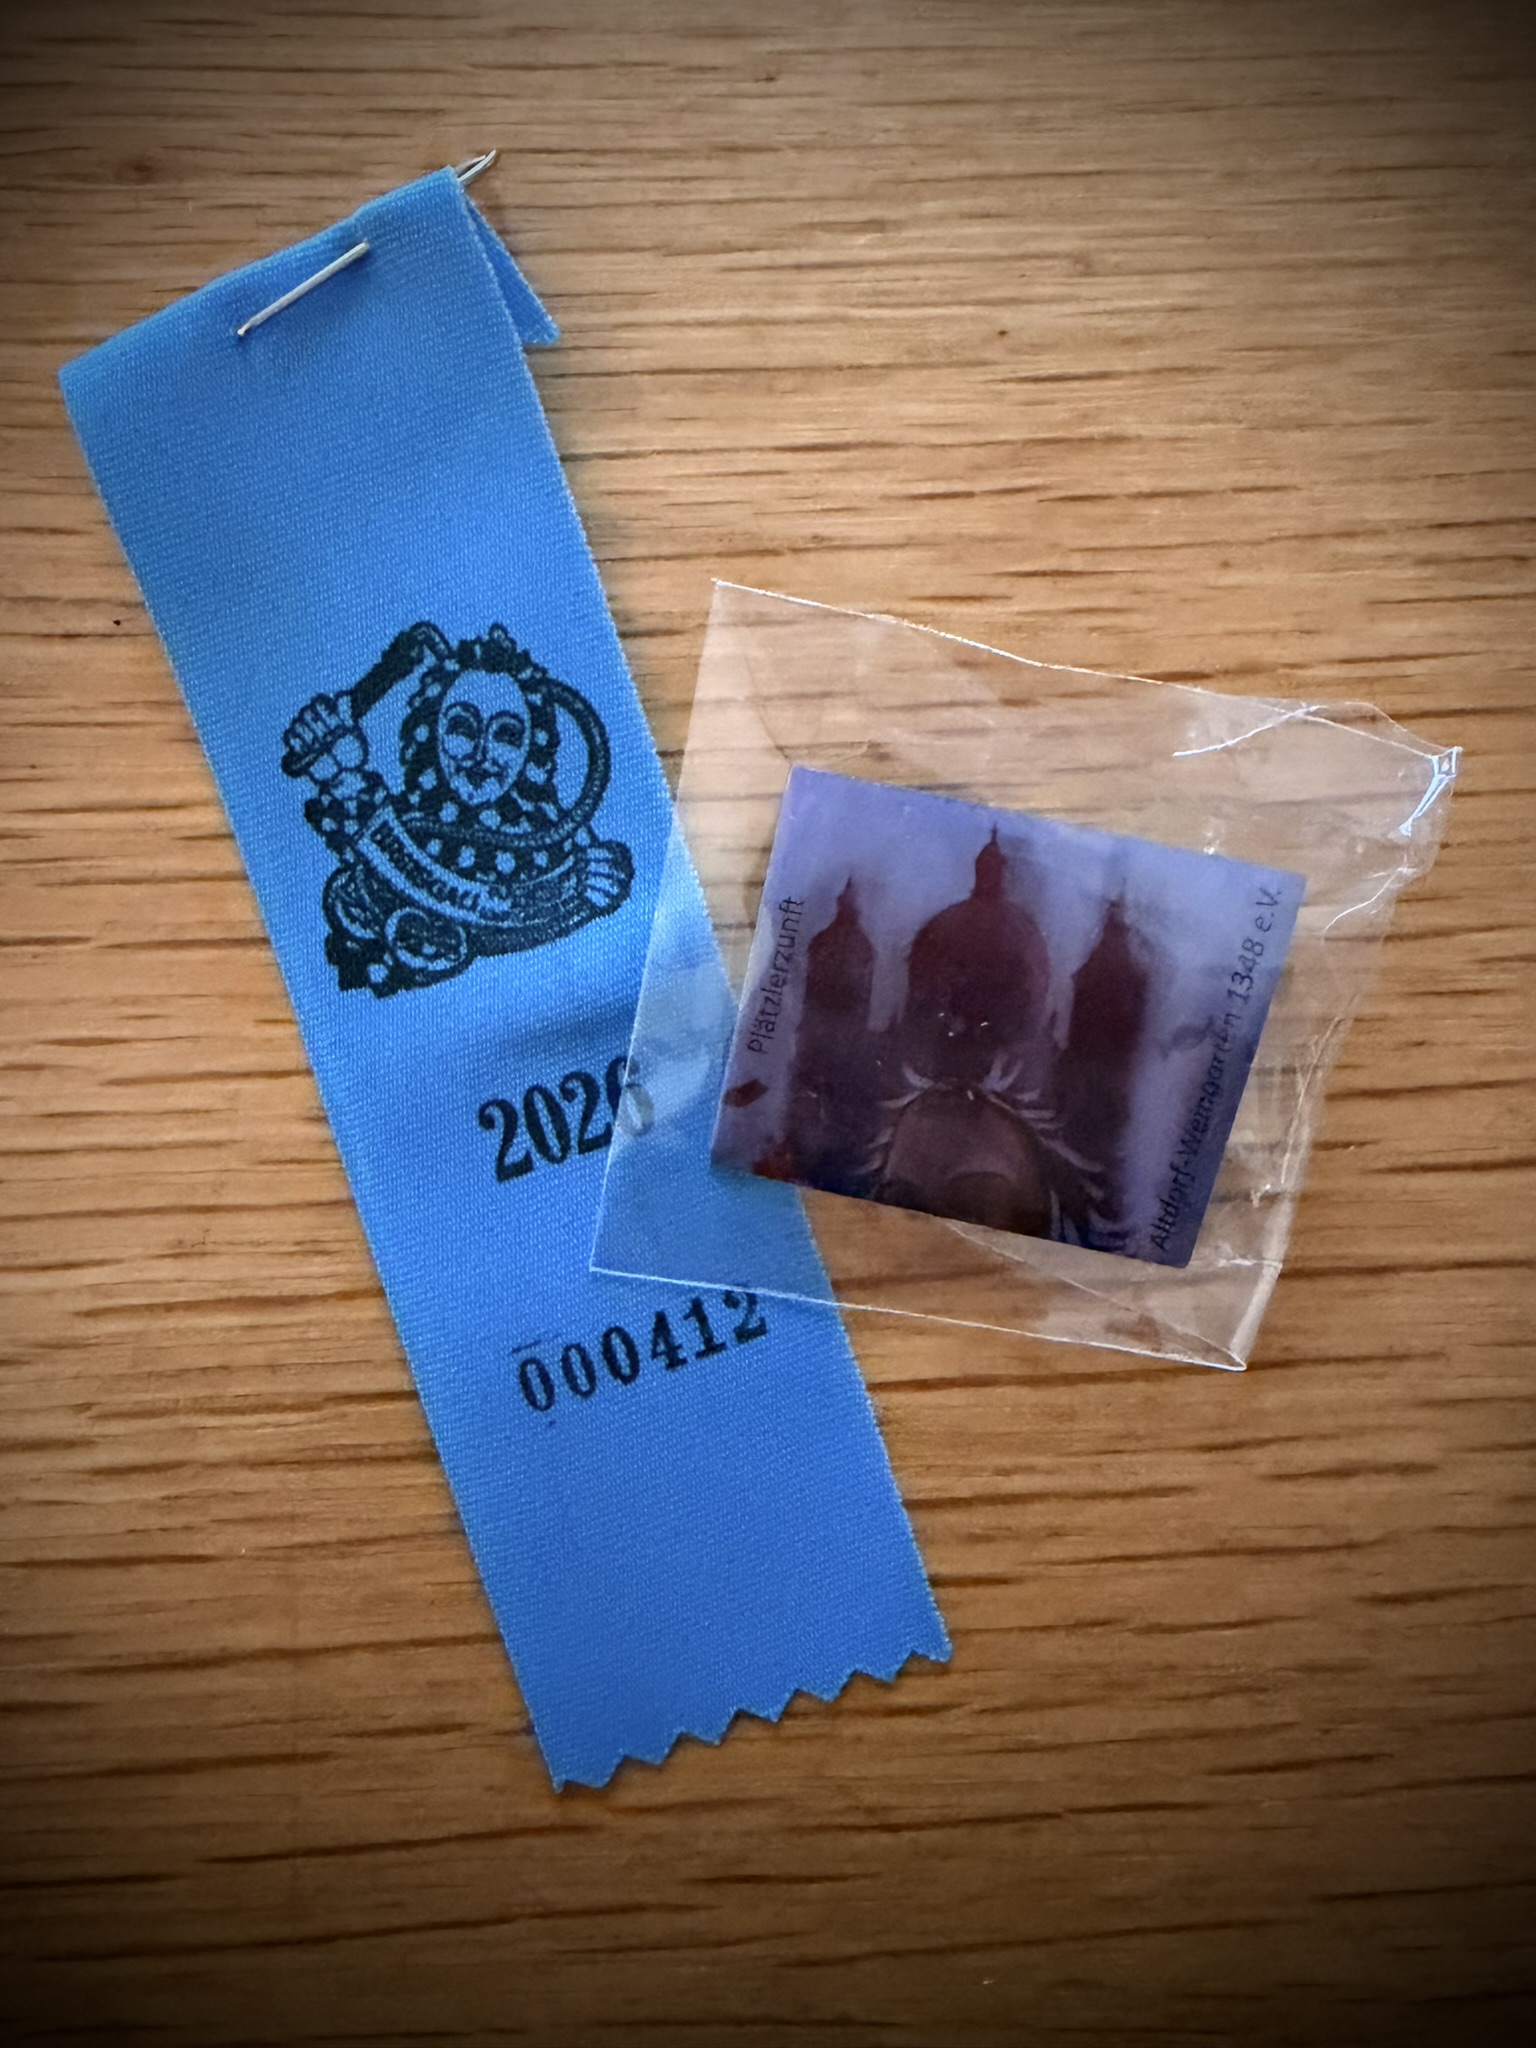 2026
000412
Plätzlerzunft
Altdorf-Weingarten 1348 e.V.